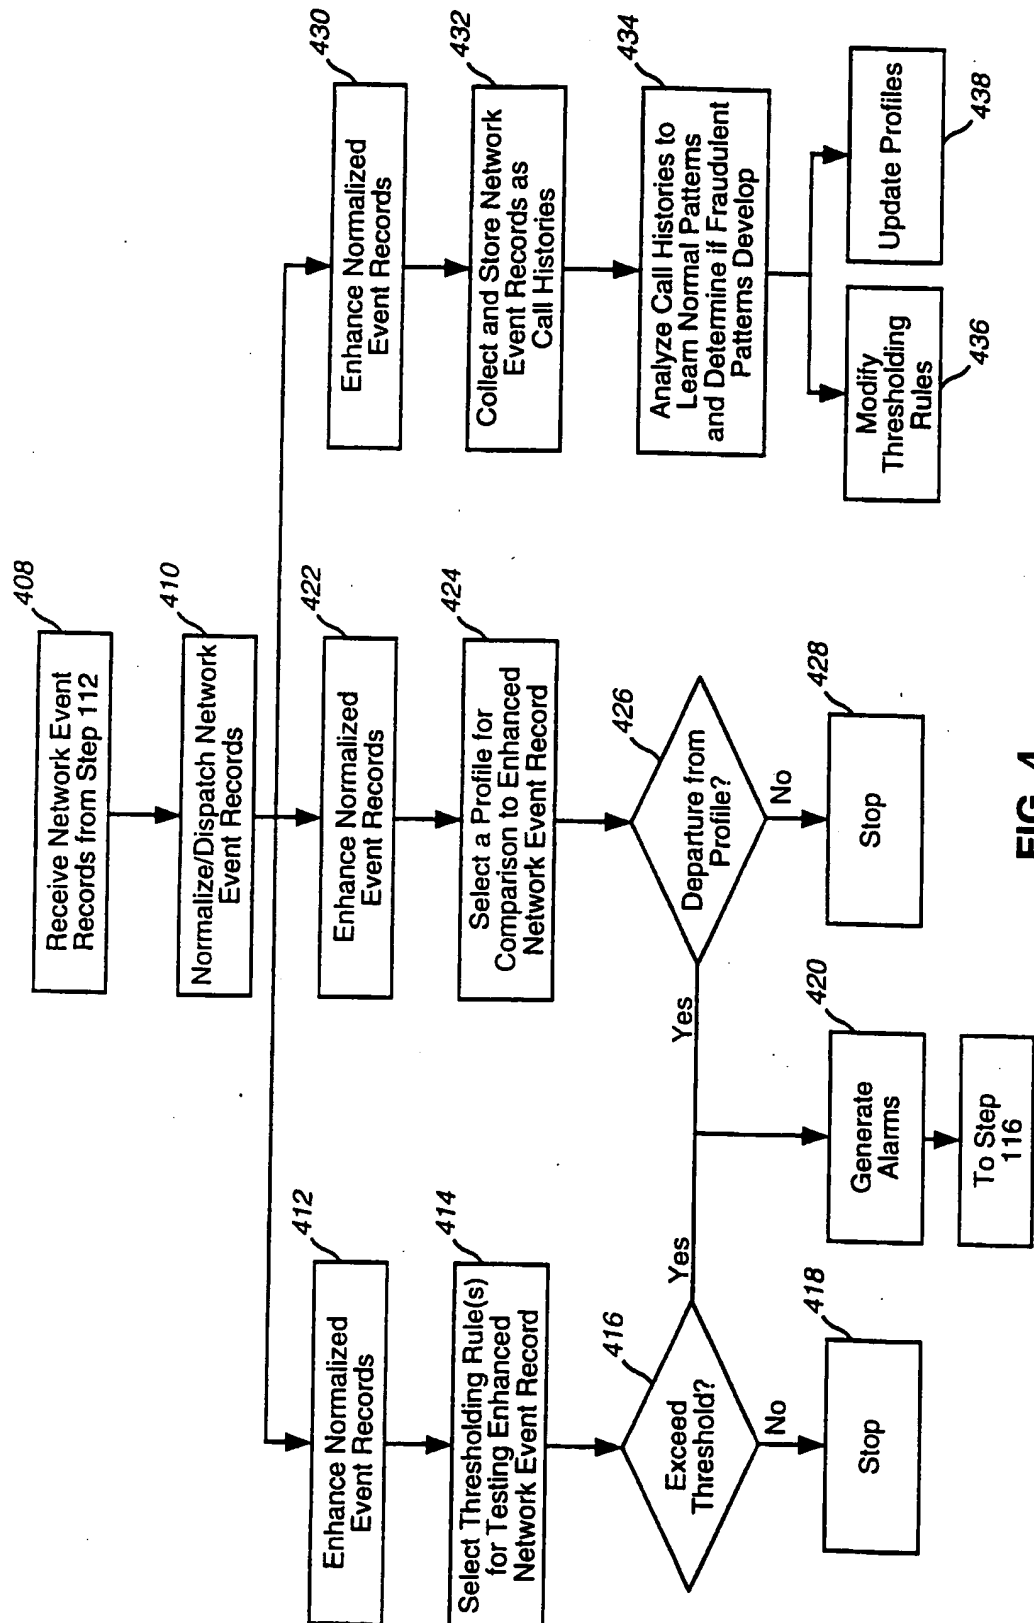 408
Receive Network Event
Records from Step 112
410
Normalize/Dispatch Network
Event Records
412
Enhance Normalized
Event Records
414
Select Thresholding Rule(s)
for Testing Enhanced
Network Event Record
416
Exceed
Threshold?
Yes
No
418
Stop
422
Enhance Normalized
Event Records
424
Select a Profile for
Comparison to Enhanced
Network Event Record
426
Departure from
Profile?
Yes
No
428
Stop
420
Generate
Alarms
To Step
116
430
Enhance Normalized
Event Records
432
Collect and Store Network
Event Records as
Call Histories
434
Analyze Call Histories to
Learn Normal Patterns
and Determine if Fraudulent
Patterns Develop
Modify
Thresholding
Rules
436
Update Profiles
438